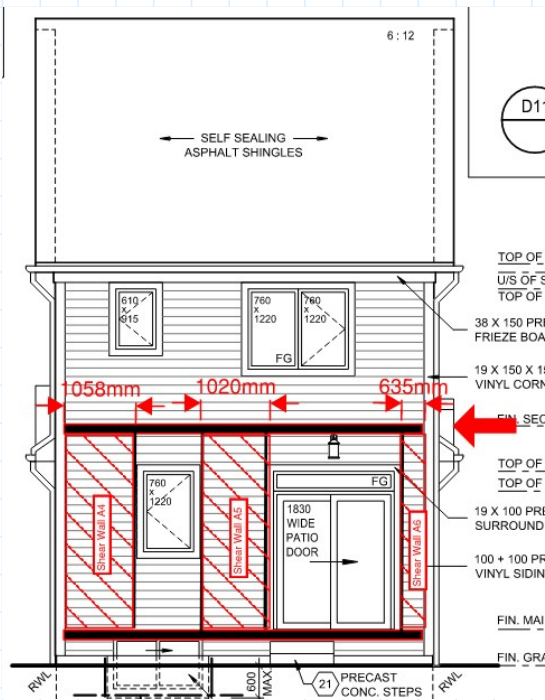 6 : 12
D11
SELF SEALING
ASPHALT SHINGLES
TOP OF
U/S OF S
TOP OF
610
x
915
760
x
1220
760
x
1220
FG
38 X 150 PRE
FRIEZE BOA
19 X 150 X 15
VINYL CORN
1058mm
1020mm
635mm
FIN. SEC
TOP OF
TOP OF
760
x
1220
FG
19 X 100 PRE
SURROUND
1830
WIDE
PATIO
DOOR
Shear Wall A4
Shear Wall A5
Shear Wall A6
100 + 100 PR
VINYL SIDIN
FIN. MAI
FIN. GRA
RWL
600
MAX.
21
PRECAST
CONC. STEPS
RWL